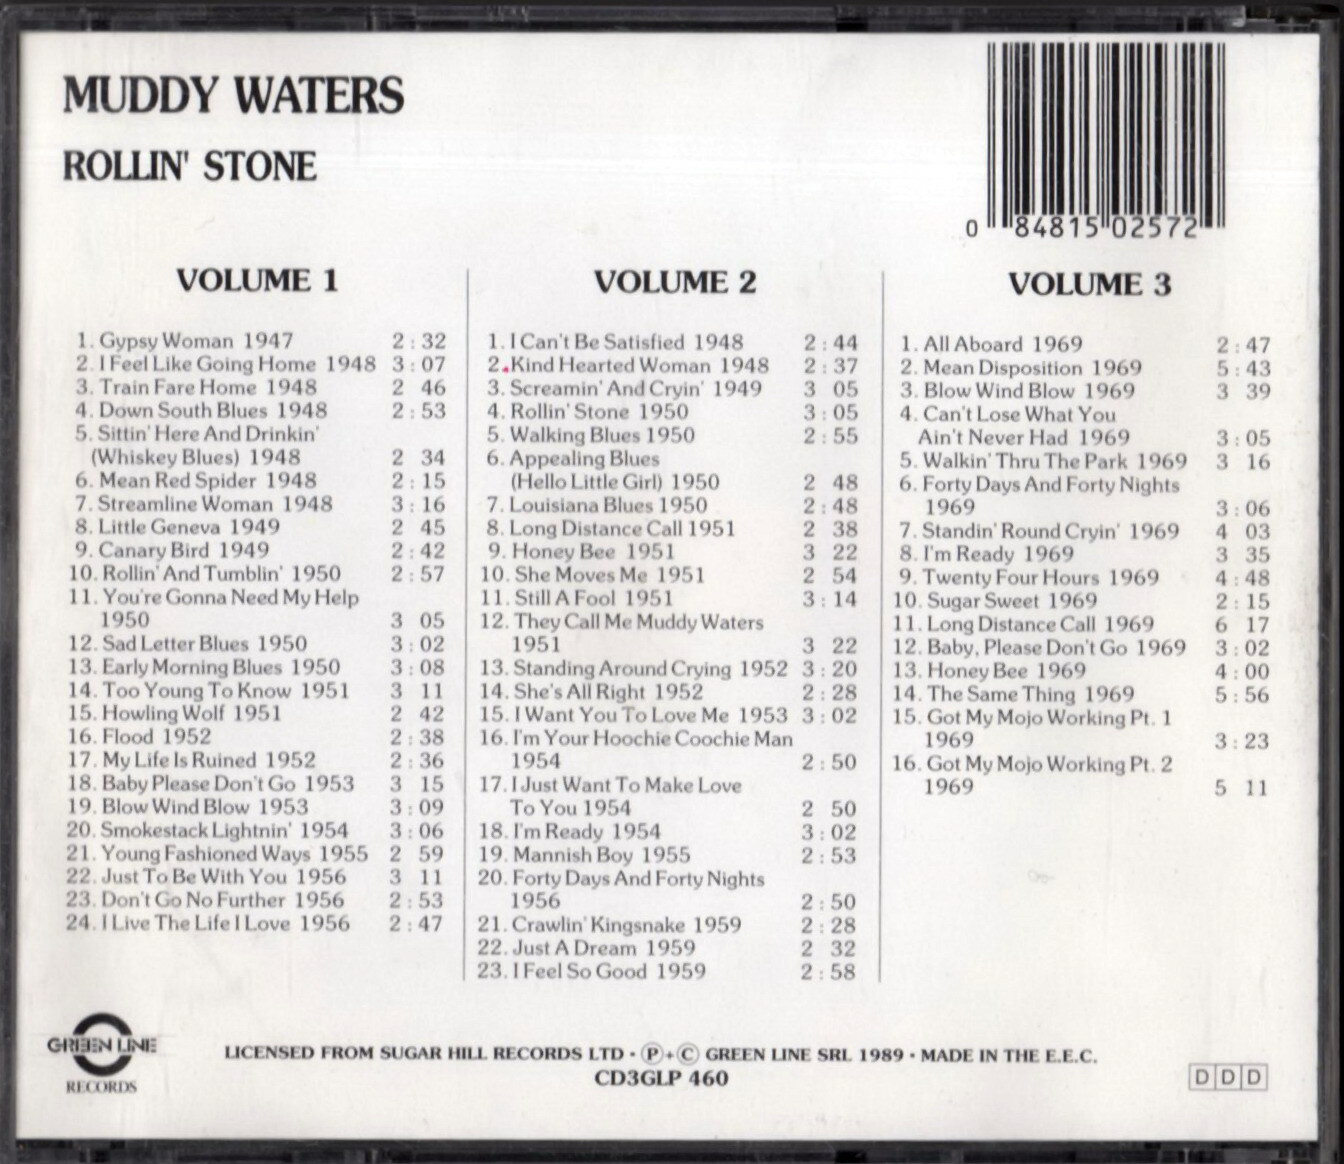 MUDDY WATERS
ROLLIN' STONE
0 84815 02572
VOLUME 1
1. Gypsy Woman 1947 2:32
2. I Feel Like Going Home 1948 3:07
3. Train Fare Home 1948 2 46
4. Down South Blues 1948 2:53
5. Sittin' Here And Drinkin'
(Whiskey Blues) 1948 2 34
6. Mean Red Spider 1948 2:15
7. Streamline Woman 1948 3:16
8. Little Geneva 1949 2 45
9. Canary Bird 1949 2:42
10. Rollin' And Tumblin' 1950 2:57
11. You're Gonna Need My Help
1950 3 05
12. Sad Letter Blues 1950 3:02
13. Early Morning Blues 1950 3:08
14. Too Young To Know 1951 3 11
15. Howling Wolf 1951 2 42
16. Flood 1952 2:38
17. My Life Is Ruined 1952 2:36
18. Baby Please Don't Go 1953 3 15
19. Blow Wind Blow 1953 3:09
20. Smokestack Lightnin' 1954 3:06
21. Young Fashioned Ways 1955 2 59
22. Just To Be With You 1956 3 11
23. Don't Go No Further 1956 2:53
24. I Live The Life I Love 1956 2:47
VOLUME 2
1. I Can't Be Satisfied 1948 2:44
2. Kind Hearted Woman 1948 2:37
3. Screamin' And Cryin' 1949 3 05
4. Rollin' Stone 1950 3:05
5. Walking Blues 1950 2:55
6. Appealing Blues
(Hello Little Girl) 1950 2 48
7. Louisiana Blues 1950 2:48
8. Long Distance Call 1951 2 38
9. Honey Bee 1951 3 22
10. She Moves Me 1951 2 54
11. Still A Fool 1951 3:14
12. They Call Me Muddy Waters
1951 3 22
13. Standing Around Crying 1952 3:20
14. She's All Right 1952 2:28
15. I Want You To Love Me 1953 3:02
16. I'm Your Hoochie Coochie Man
1954 2:50
17. I Just Want To Make Love
To You 1954 2 50
18. I'm Ready 1954 3:02
19. Mannish Boy 1955 2:53
20. Forty Days And Forty Nights
1956 2:50
21. Crawlin' Kingsnake 1959 2:28
22. Just A Dream 1959 2 32
23. I Feel So Good 1959 2:58
VOLUME 3
1. All Aboard 1969 2:47
2. Mean Disposition 1969 5:43
3. Blow Wind Blow 1969 3 39
4. Can't Lose What You
Ain't Never Had 1969 3:05
5. Walkin' Thru The Park 1969 3 16
6. Forty Days And Forty Nights
1969 3:06
7. Standin' Round Cryin' 1969 4 03
8. I'm Ready 1969 3 35
9. Twenty Four Hours 1969 4:48
10. Sugar Sweet 1969 2:15
11. Long Distance Call 1969 6 17
12. Baby, Please Don't Go 1969 3:02
13. Honey Bee 1969 4:00
14. The Same Thing 1969 5:56
15. Got My Mojo Working Pt. 1
1969 3:23
16. Got My Mojo Working Pt. 2
1969 5 11
GREEN LINE
RECORDS
LICENSED FROM SUGAR HILL RECORDS LTD • Ⓟ+Ⓒ GREEN LINE SRL 1989 • MADE IN THE E.E.C.
CD3GLP 460
D D D